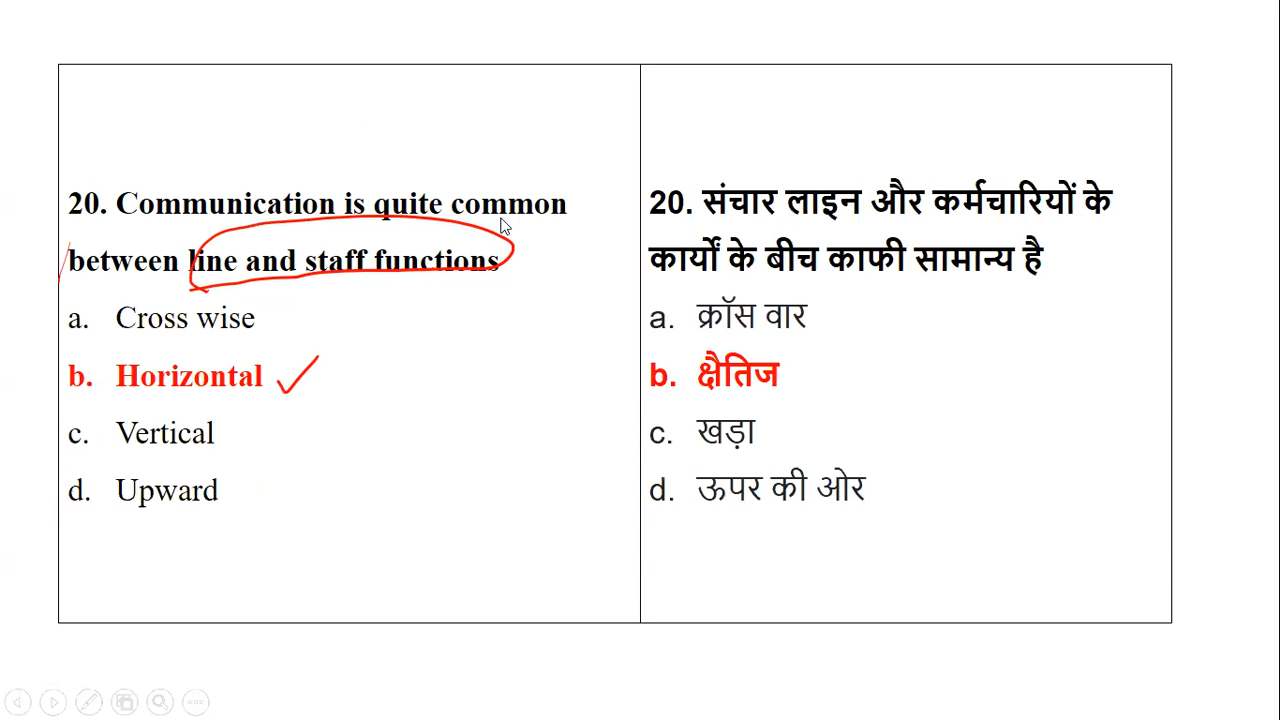 20. Communication is quite common
between line and staff functions
a. Cross wise
b. Horizontal
c. Vertical
d. Upward
20. संचार लाइन और कर्मचारियों के
कार्यों के बीच काफी सामान्य है
a. क्रॉस वार
b. क्षैतिज
c. खड़ा
d. ऊपर की ओर